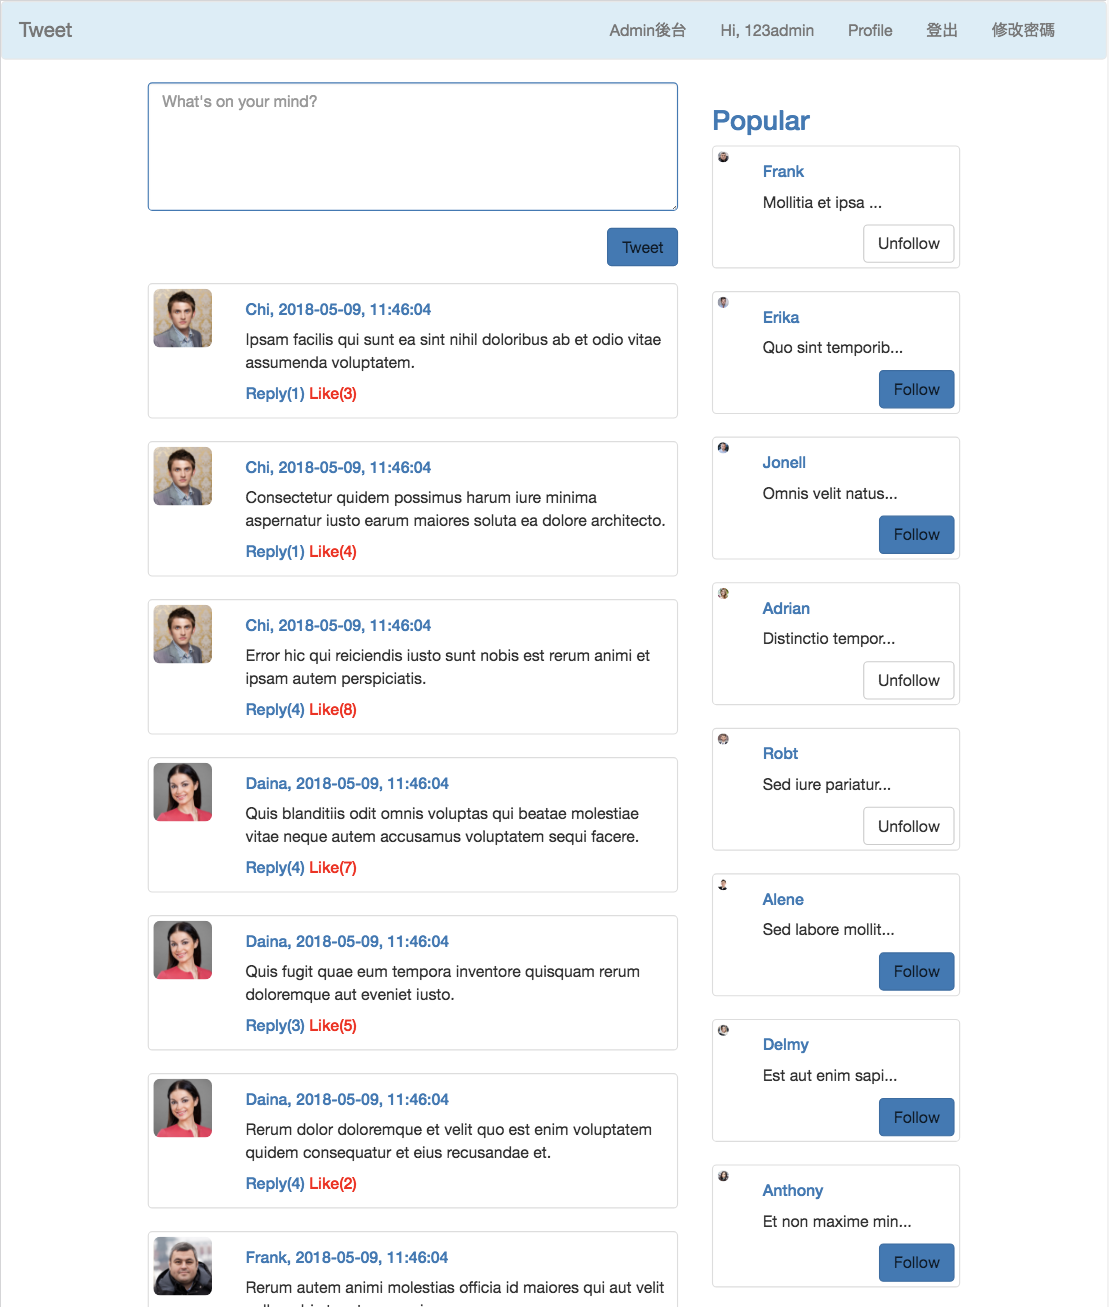 Tweet
Admin後台 Hi, 123admin Profile 登出 修改密碼
What's on your mind?
Tweet
Chi, 2018-05-09, 11:46:04
Ipsam facilis qui sunt ea sint nihil doloribus ab et odio vitae
assumenda voluptatem.
Reply(1) Like(3)
Chi, 2018-05-09, 11:46:04
Consectetur quidem possimus harum iure minima
aspernatur iusto earum maiores soluta ea dolore architecto.
Reply(1) Like(4)
Chi, 2018-05-09, 11:46:04
Error hic qui reiciendis iusto sunt nobis est rerum animi et
ipsam autem perspiciatis.
Reply(4) Like(8)
Daina, 2018-05-09, 11:46:04
Quis blanditiis odit omnis voluptas qui beatae molestiae
vitae neque autem accusamus voluptatem sequi facere.
Reply(4) Like(7)
Daina, 2018-05-09, 11:46:04
Quis fugit quae eum tempora inventore quisquam rerum
doloremque aut eveniet iusto.
Reply(3) Like(5)
Daina, 2018-05-09, 11:46:04
Rerum dolor doloremque et velit quo est enim voluptatem
quidem consequatur et eius recusandae et.
Reply(4) Like(2)
Frank, 2018-05-09, 11:46:04
Rerum autem animi molestias officia id maiores qui aut velit
Popular
Frank
Mollitia et ipsa ...
Unfollow
Erika
Quo sint temporib...
Follow
Jonell
Omnis velit natus...
Follow
Adrian
Distinctio tempor...
Unfollow
Robt
Sed iure pariatur...
Unfollow
Alene
Sed labore mollit...
Follow
Delmy
Est aut enim sapi...
Follow
Anthony
Et non maxime min...
Follow